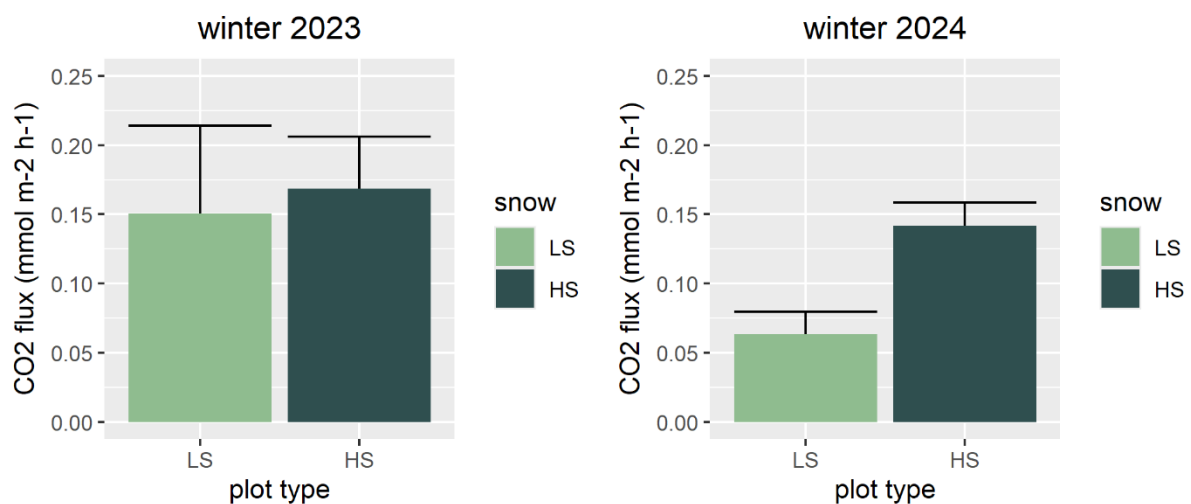 winter 2023
CO2 flux (mmol m-2 h-1)
0.25
0.20
0.15
0.10
0.05
0.00
LS
HS
plot type
snow
LS
HS
winter 2024
CO2 flux (mmol m-2 h-1)
0.25
0.20
0.15
0.10
0.05
0.00
LS
HS
plot type
snow
LS
HS